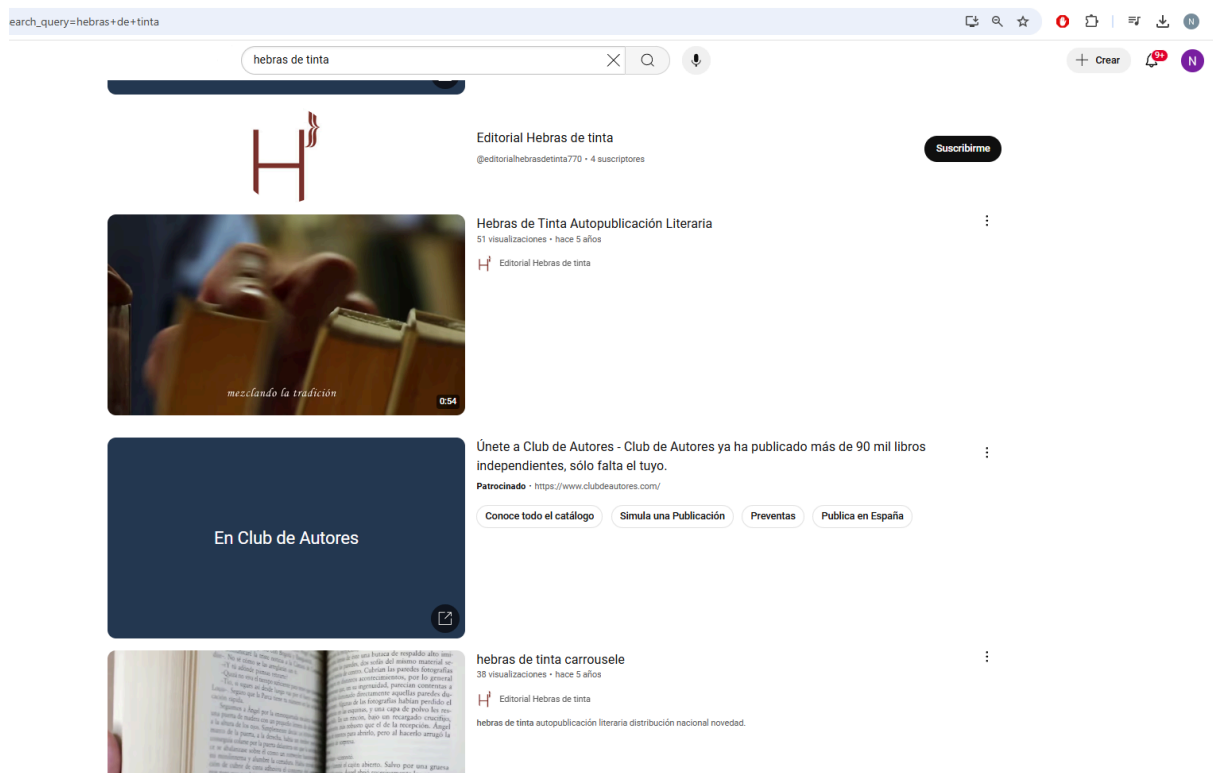 earch_query=hebras+de+tinta
N
hebras de tinta
Crear
9+
N
H
Editorial Hebras de tinta
@editorialhebrasdetinta770 • 4 suscriptores
Suscribirme
Hebras de Tinta Autopublicación Literaria
51 visualizaciones • hace 5 años
H Editorial Hebras de tinta
mezclando la tradición
0:54
Únete a Club de Autores - Club de Autores ya ha publicado más de 90 mil libros
independientes, sólo falta el tuyo.
Patrocinado · https://www.clubdeautores.com/
Conoce todo el catálogo Simula una Publicación Preventas Publica en España
En Club de Autores
hebras de tinta carrousele
38 visualizaciones • hace 5 años
H Editorial Hebras de tinta
hebras de tinta autopublicación literaria distribución nacional novedad.